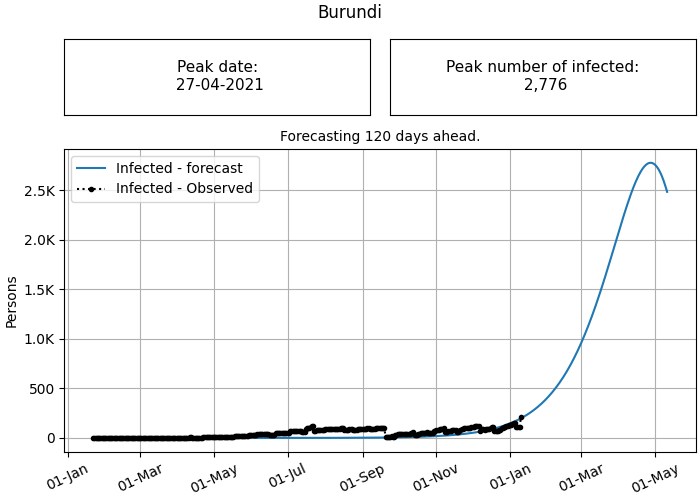 Burundi
Peak date:
27-04-2021
Peak number of infected:
2,776
Forecasting 120 days ahead.
Infected - forecast
Infected - Observed
Persons
2.5K
2.0K
1.5K
1.0K
500
0
01-Jan
01-Mar
01-May
01-Jul
01-Sep
01-Nov
01-Jan
01-Mar
01-May